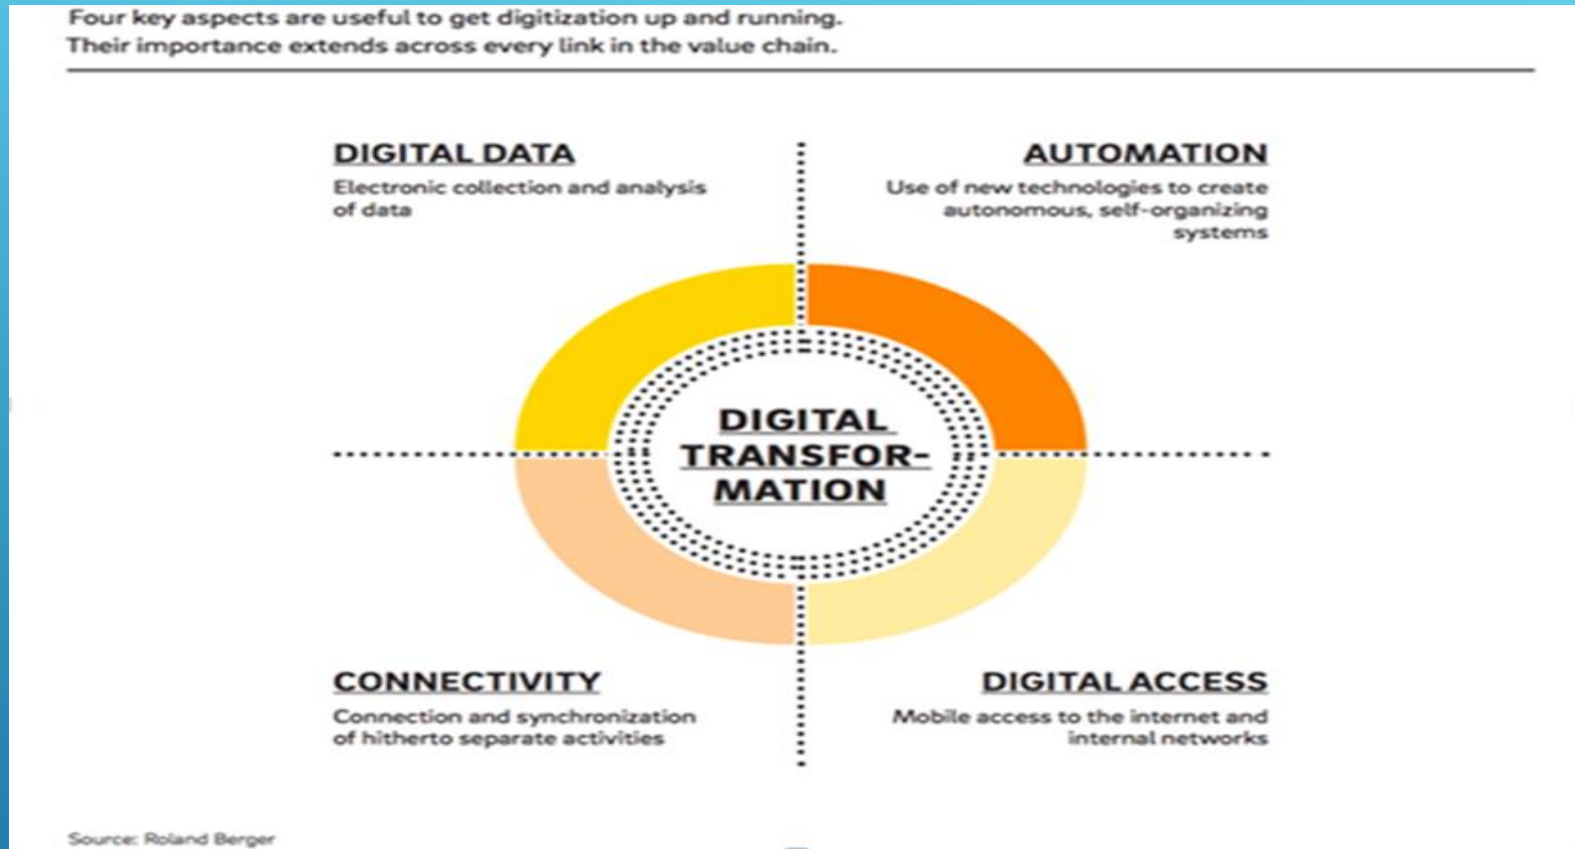 Four key aspects are useful to get digitization up and running.
Their importance extends across every link in the value chain.
DIGITAL DATA
Electronic collection and analysis
of data
AUTOMATION
Use of new technologies to create
autonomous, self-organizing
systems
DIGITAL
TRANSFOR-
MATION
CONNECTIVITY
Connection and synchronization
of hitherto separate activities
DIGITAL ACCESS
Mobile access to the internet and
internal networks
Source: Roland Berger